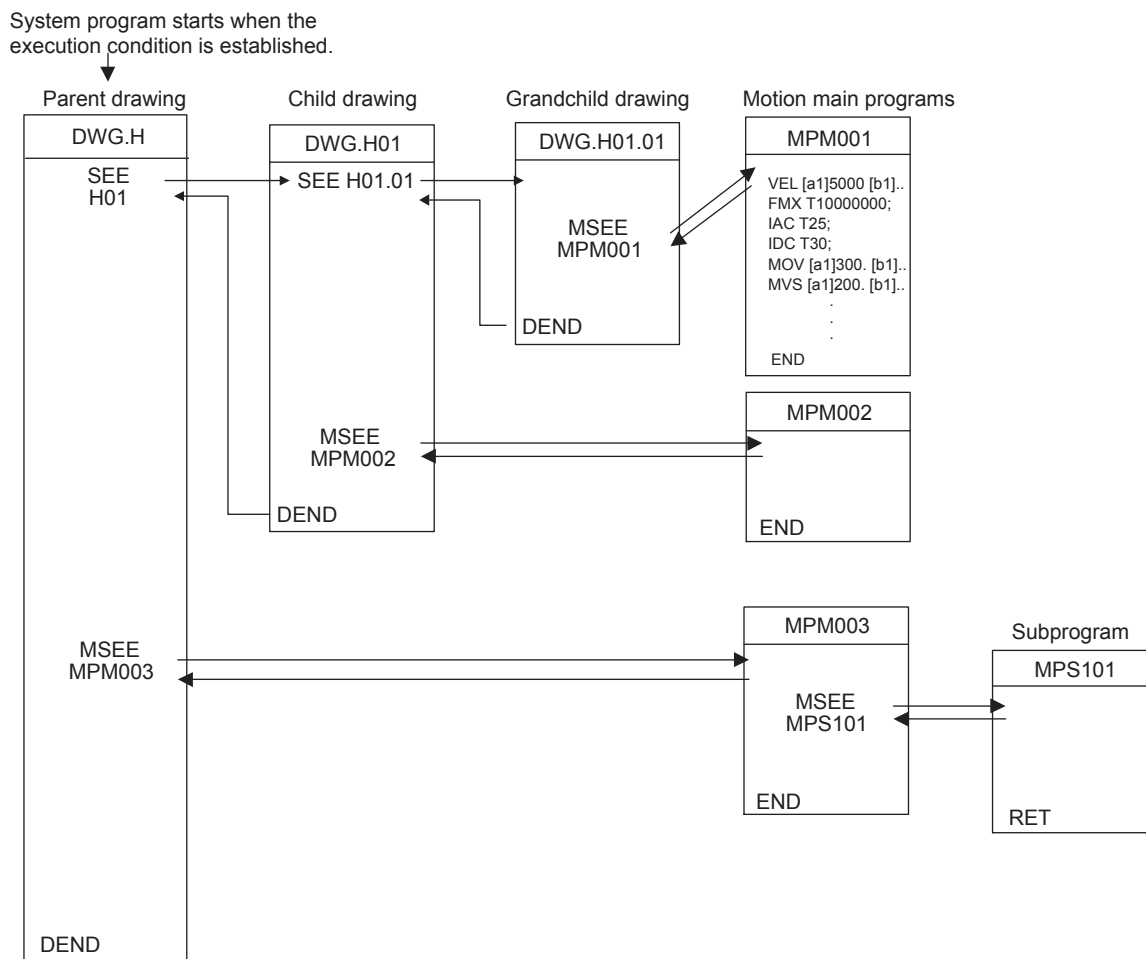 System program starts when the
execution condition is established.
Parent drawing
Child drawing
Grandchild drawing
Motion main programs
DWG.H
SEE
H01
DWG.H01
SEE H01.01
DWG.H01.01
MSEE
MPM001
DEND
MPM001
VEL [a1]5000 [b1]..
FMX T10000000;
IAC T25;
IDC T30;
MOV [a1]300. [b1]..
MVS [a1]200. [b1]..
.
.
.
END
MSEE
MPM002
DEND
MPM002
END
MSEE
MPM003
MPM003
MSEE
MPS101
END
Subprogram
MPS101
RET
DEND